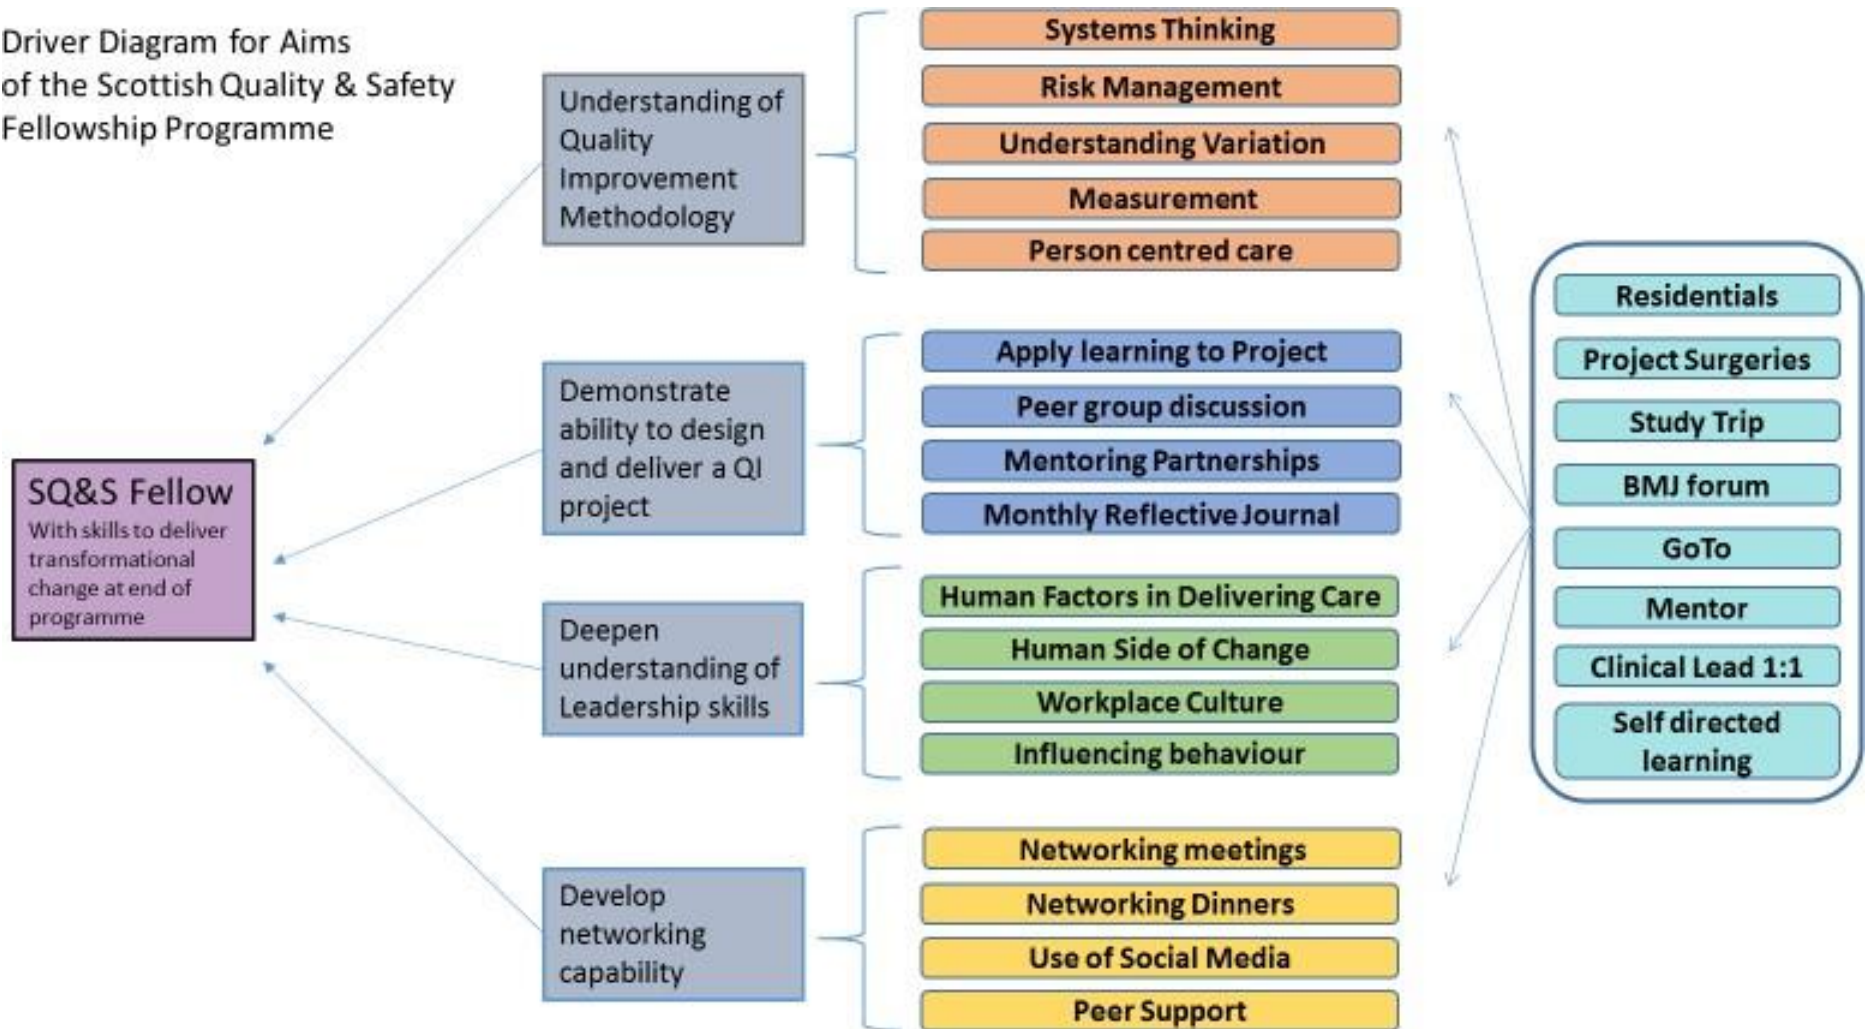 Driver Diagram for Aims
of the Scottish Quality & Safety
Fellowship Programme
SQ&S Fellow
With skills to deliver
transformational
change at end of
programme
Understanding of
Quality
Improvement
Methodology
Demonstrate
ability to design
and deliver a QI
project
Deepen
understanding of
Leadership skills
Develop
networking
capability
Systems Thinking
Risk Management
Understanding Variation
Measurement
Person centred care
Apply learning to Project
Peer group discussion
Mentoring Partnerships
Monthly Reflective Journal
Human Factors in Delivering Care
Human Side of Change
Workplace Culture
Influencing behaviour
Networking meetings
Networking Dinners
Use of Social Media
Peer Support
Residentials
Project Surgeries
Study Trip
BMJ forum
GoTo
Mentor
Clinical Lead 1:1
Self directed
learning